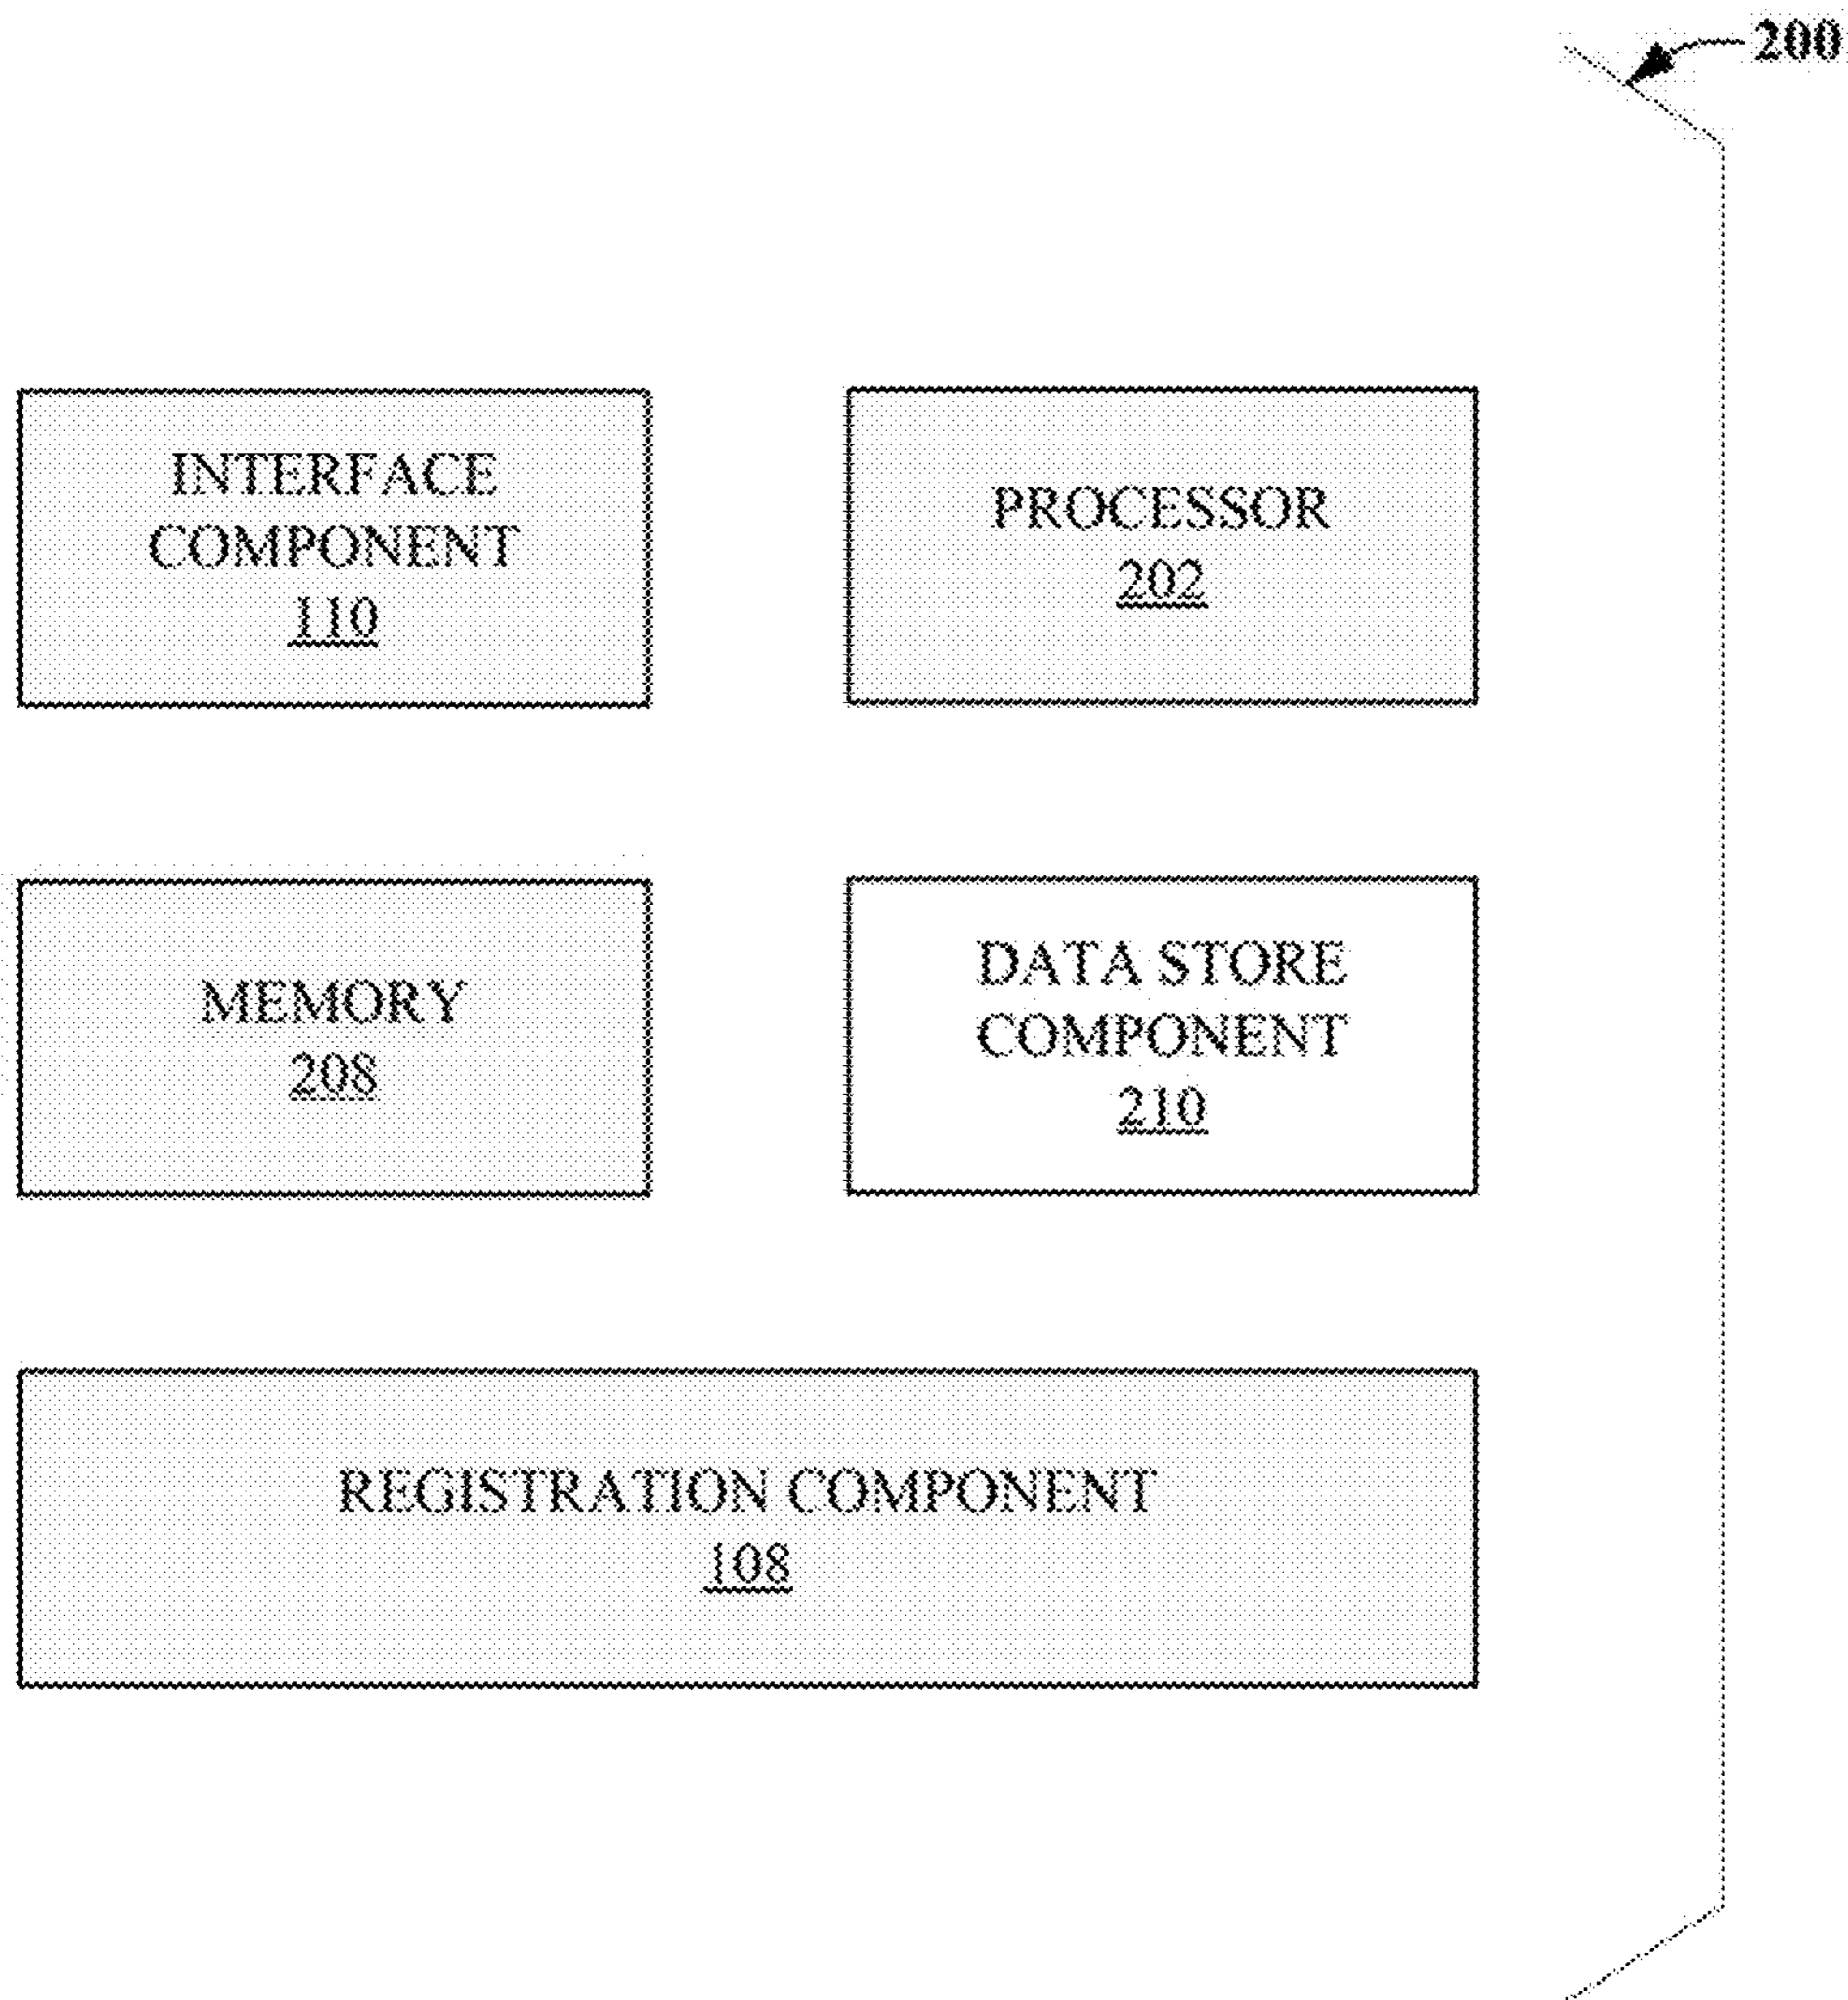 200
INTERFACE
COMPONENT
110
PROCESSOR
202
MEMORY
208
DATA STORE
COMPONENT
210
REGISTRATION COMPONENT
108